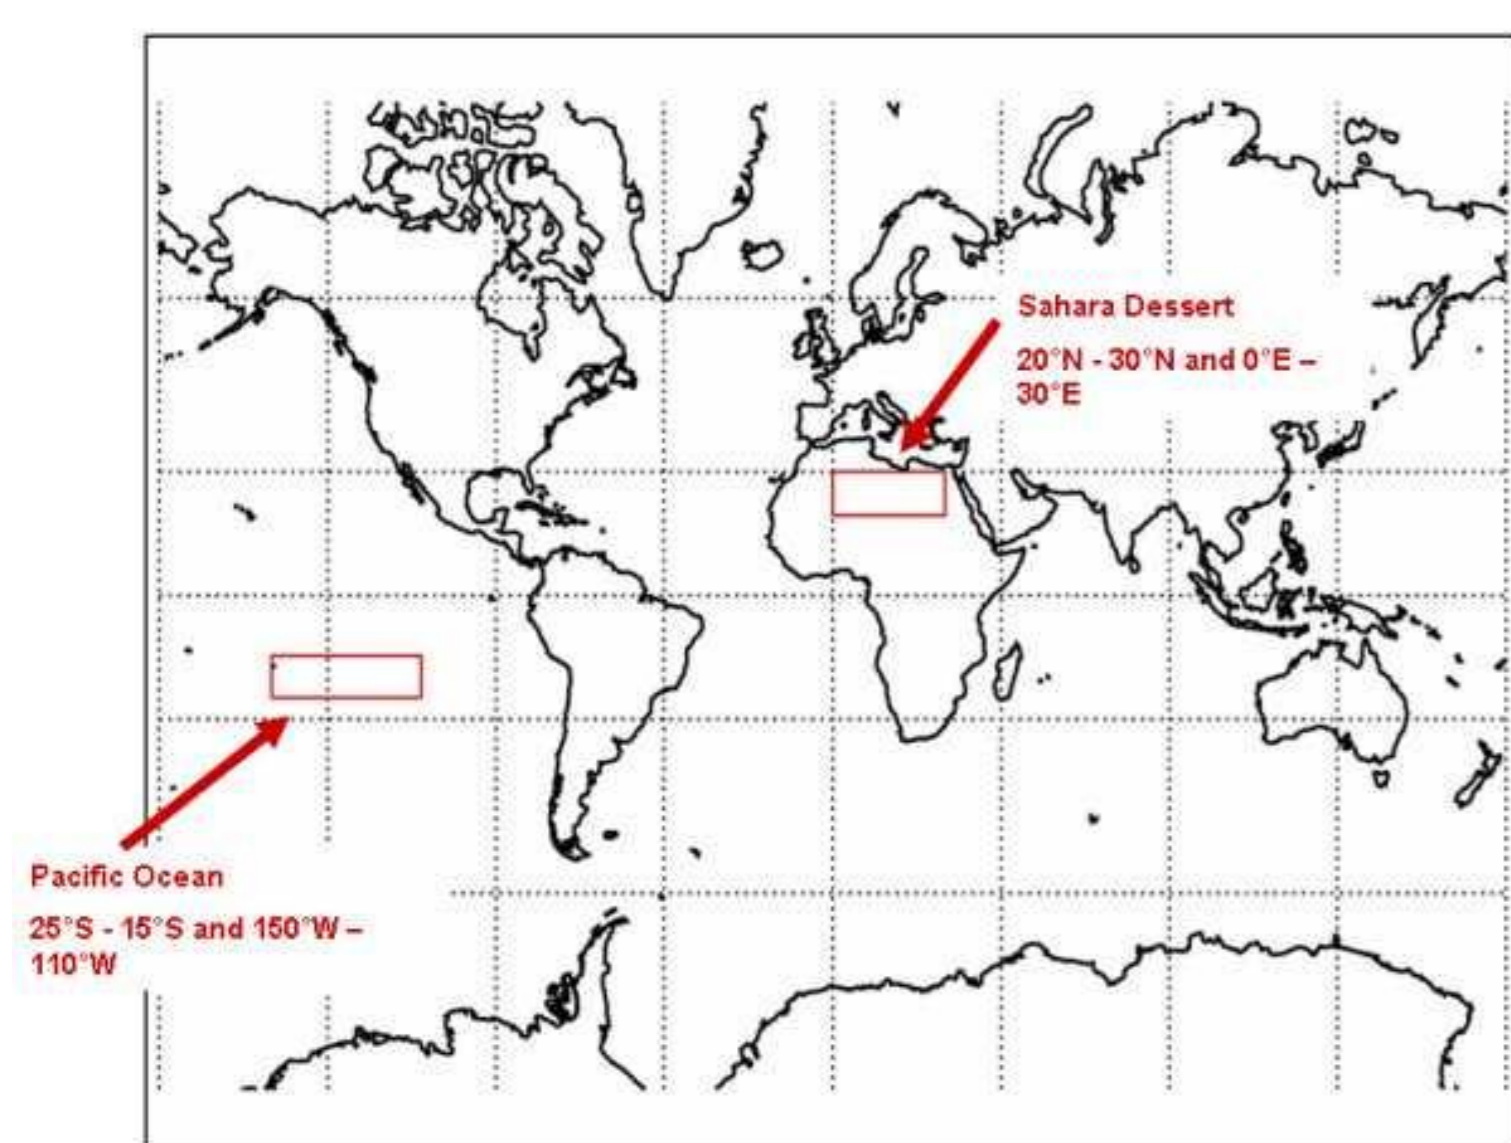 Sahara Dessert
20°N - 30°N and 0°E –
30°E
Pacific Ocean
25°S - 15°S and 150°W –
110°W